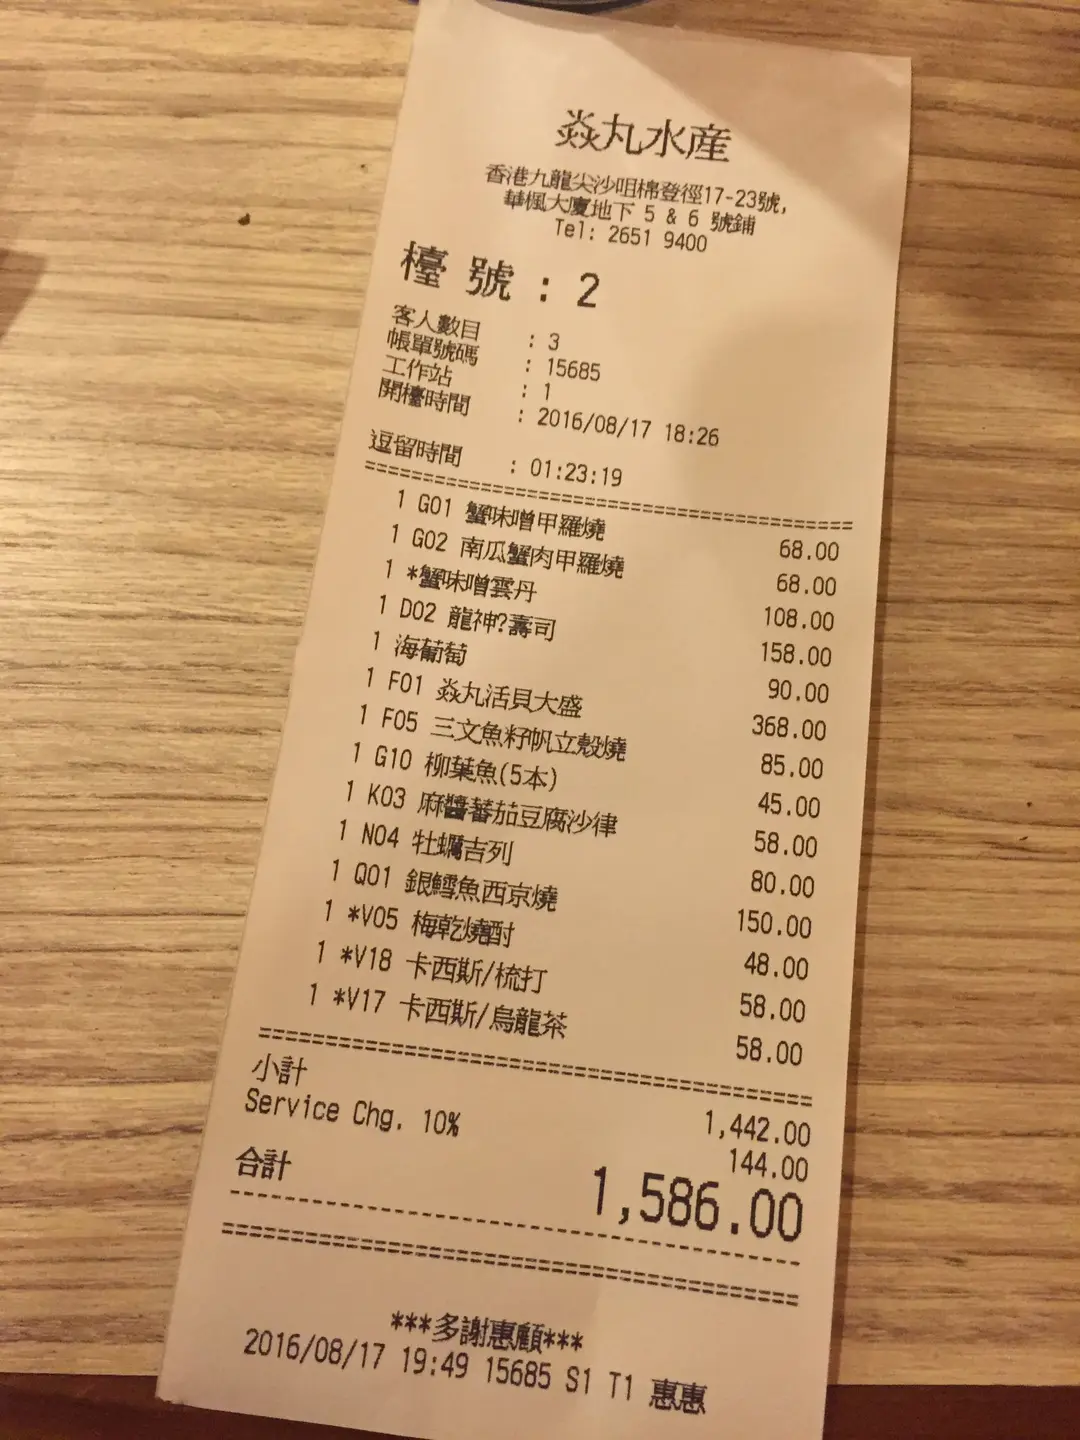 焱丸水産
香港九龍尖沙咀棉登徑17-23號,
華楓大廈地下 5 & 6 號鋪
Tel: 2651 9400
檯 號 : 2
客人數目 : 3
帳單號碼 : 15685
工作站 : 1
開檯時間 : 2016/08/17 18:26
逗留時間 : 01:23:19
1 G01 蟹味噌甲羅燒 68.00
1 G02 南瓜蟹肉甲羅燒 68.00
1 *蟹味噌雲丹 108.00
1 D02 龍神?壽司 158.00
1 海葡萄 90.00
1 F01 焱丸活貝大盛 368.00
1 F05 三文魚籽帆立殼燒 85.00
1 G10 柳葉魚(5本) 45.00
1 K03 麻醬蕃茄豆腐沙律 58.00
1 N04 牡蠣吉列 80.00
1 Q01 銀鱈魚西京燒 150.00
1 *V05 梅乾燒酎 48.00
1 *V18 卡西斯/梳打 58.00
1 *V17 卡西斯/烏龍茶 58.00
小計 1,442.00
Service Chg. 10% 144.00
合計 1,586.00
***多謝惠顧***
2016/08/17 19:49 15685 S1 T1 惠惠